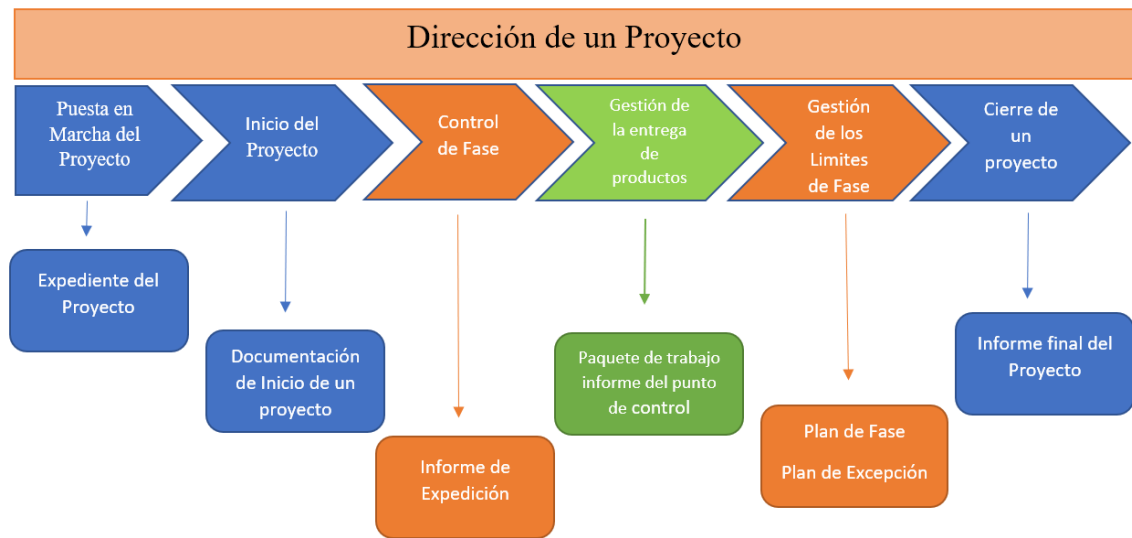 Dirección de un Proyecto
Puesta en
Marcha del
Proyecto
Inicio del
Proyecto
Control
de Fase
Gestión de
la entrega
de
productos
Gestión
de los
Limites
de Fase
Cierre de
un
proyecto
Expediente del
Proyecto
Documentación
de Inicio de un
proyecto
Informe de
Expedición
Paquete de trabajo
informe del punto
de control
Plan de Fase
Plan de Excepción
Informe final del
Proyecto